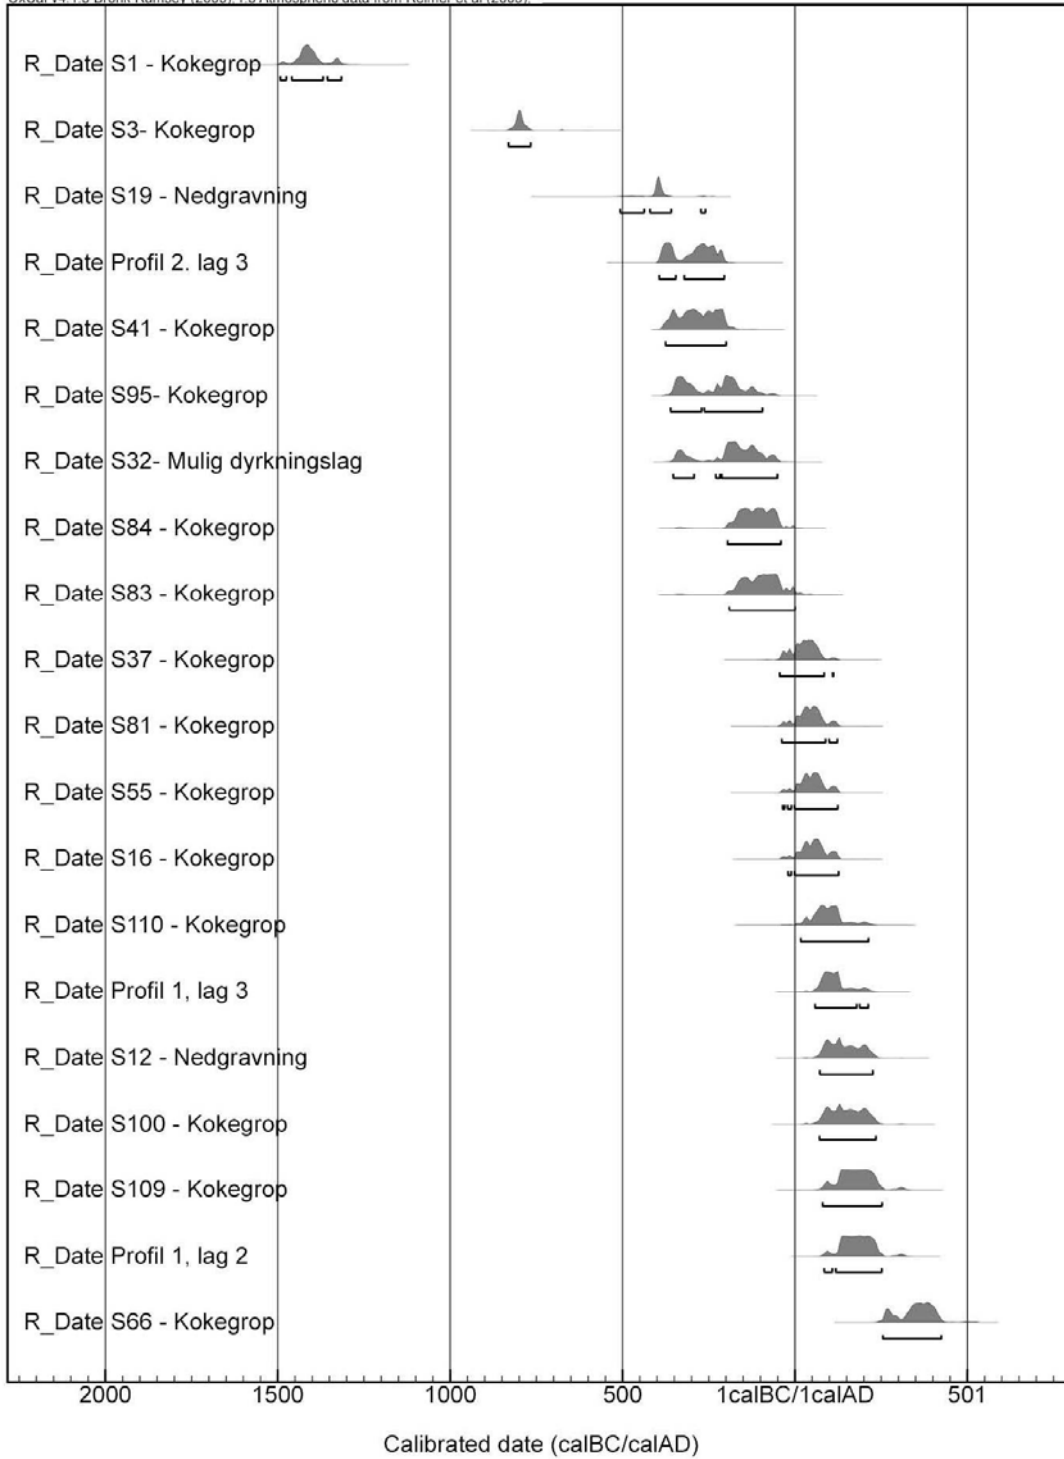 R_Date S1 - Kokegrop
R_Date S3- Kokegrop
R_Date S19 - Nedgravning
R_Date Profil 2. lag 3
R_Date S41 - Kokegrop
R_Date S95- Kokegrop
R_Date S32- Mulig dyrkningslag
R_Date S84 - Kokegrop
R_Date S83 - Kokegrop
R_Date S37 - Kokegrop
R_Date S81 - Kokegrop
R_Date S55 - Kokegrop
R_Date S16 - Kokegrop
R_Date S110 - Kokegrop
R_Date Profil 1, lag 3
R_Date S12 - Nedgravning
R_Date S100 - Kokegrop
R_Date S109 - Kokegrop
R_Date Profil 1, lag 2
R_Date S66 - Kokegrop
2000 1500 1000 500 1calBC/1calAD 501
Calibrated date (calBC/calAD)